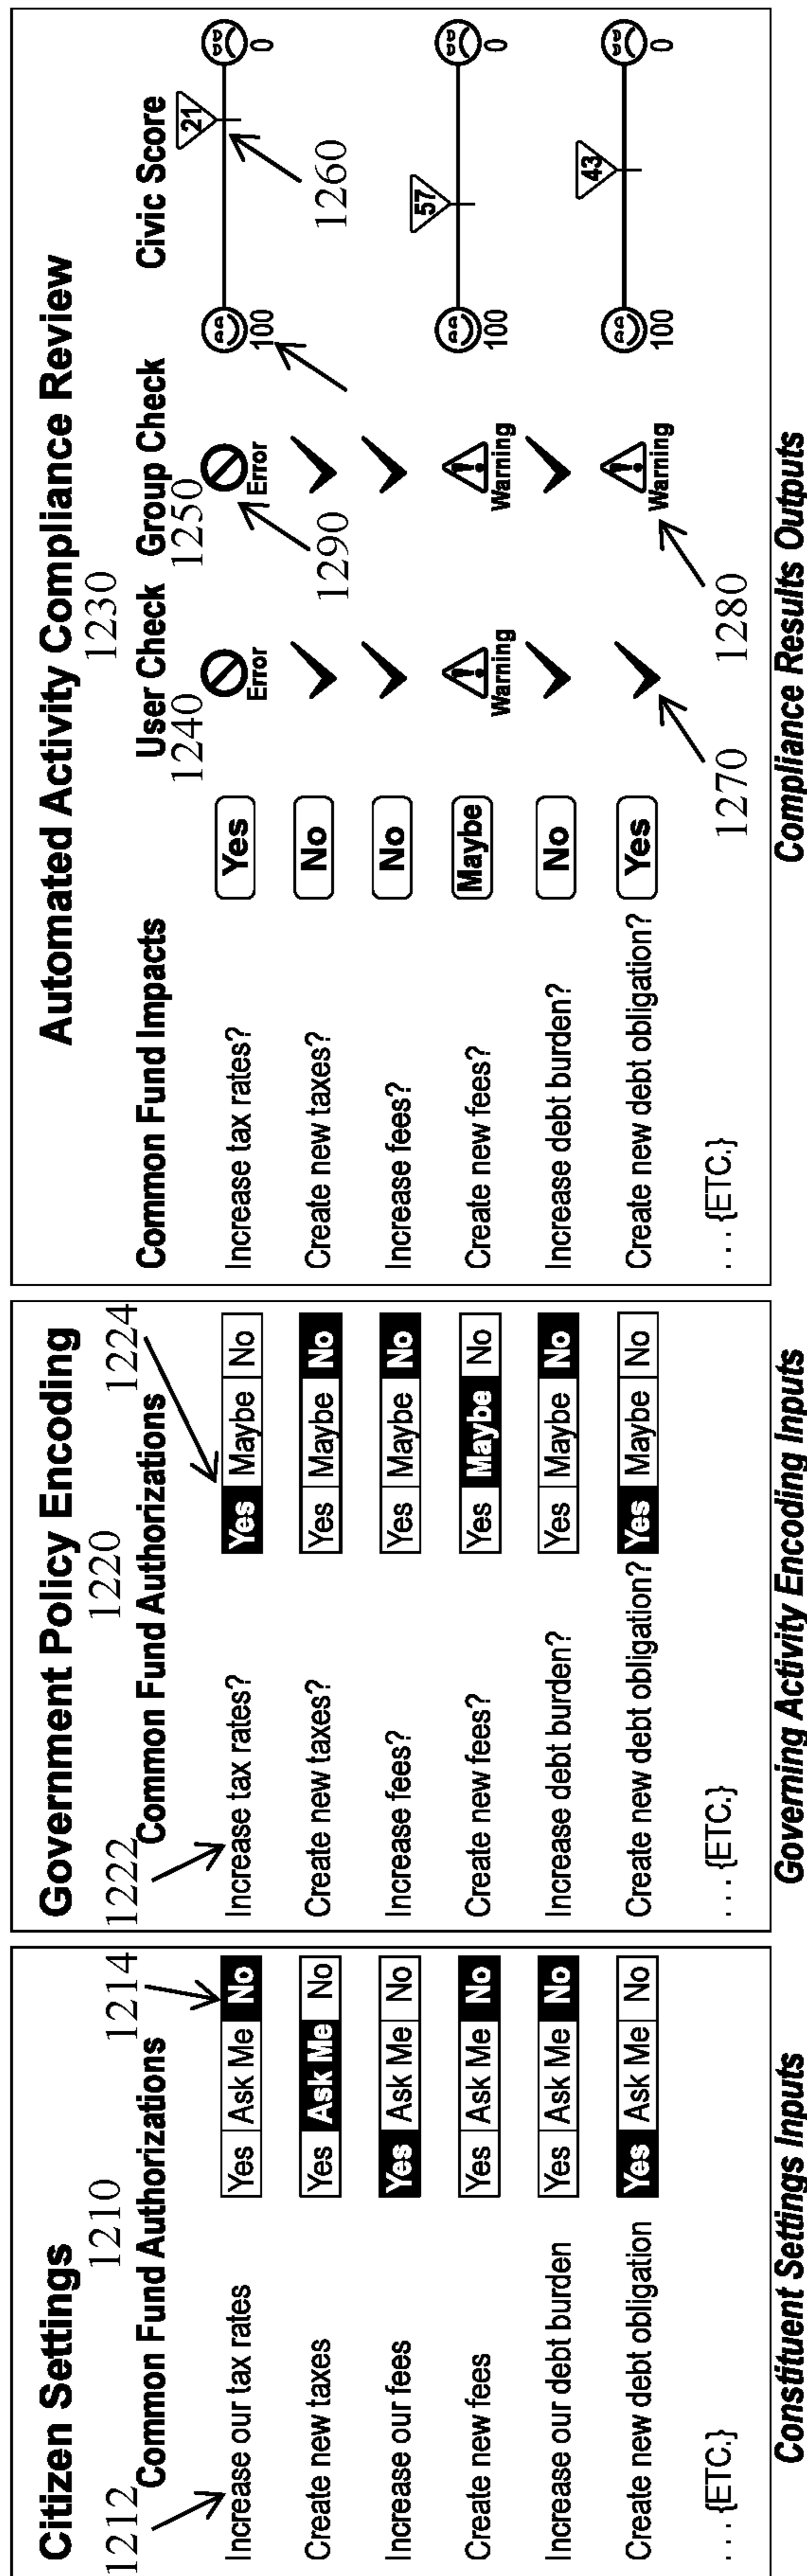 Citizen Settings
1210
1212
Common Fund Authorizations
1214
Increase our tax rates Yes Ask Me No
Create new taxes Yes Ask Me No
Increase our fees Yes Ask Me No
Create new fees Yes Ask Me No
Increase our debt burden Yes Ask Me No
Create new debt obligation Yes Ask Me No
. . . {ETC.}
Constituent Settings Inputs
Government Policy Encoding
1220
1222
Common Fund Authorizations
1224
Increase tax rates? Yes Maybe No
Create new taxes? Yes Maybe No
Increase fees? Yes Maybe No
Create new fees? Yes Maybe No
Increase debt burden? Yes Maybe No
Create new debt obligation? Yes Maybe No
. . . {ETC.}
Governing Activity Encoding Inputs
Automated Activity Compliance Review
1230
Common Fund Impacts User Check Group Check Civic Score
1240 1250
Increase tax rates? Yes Error Error 100 21 0
1290 1260
Create new taxes? No
Increase fees? No
Create new fees? Maybe Warning Warning 100 57 0
Increase debt burden? No
Create new debt obligation? Yes Warning 100 43 0
. . . {ETC.}
1270 1280
Compliance Results Outputs